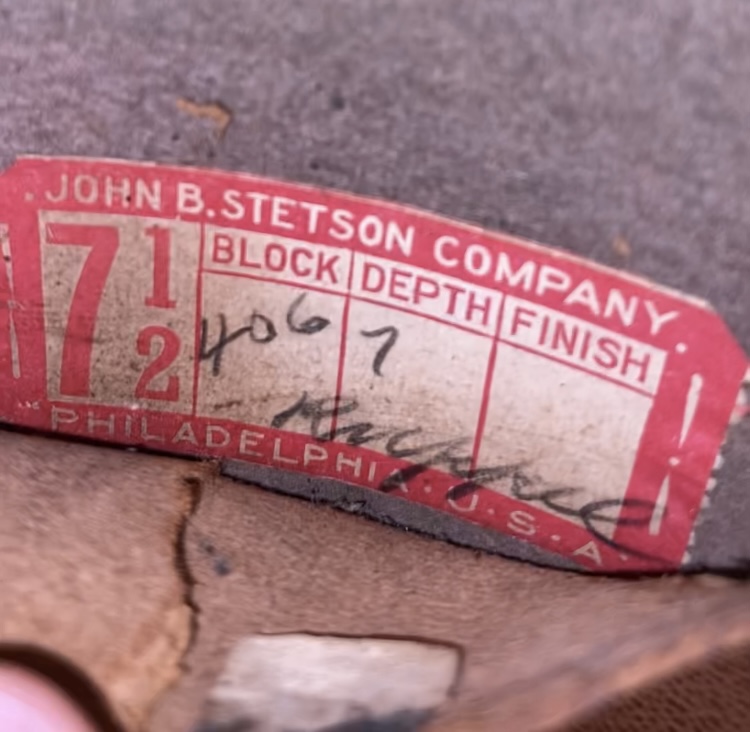 JOHN B. STETSON COMPANY.
7 1/2 BLOCK DEPTH FINISH
406 7
PHILADELPHIA. U.S.A.